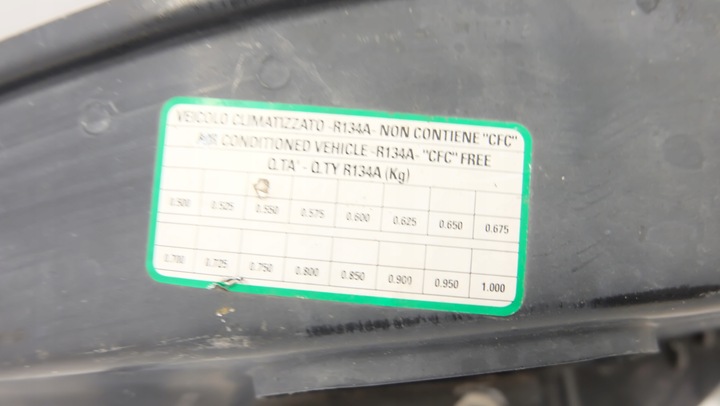 VEICOLO CLIMATIZZATO -R134A- NON CONTIENE "CFC"
AIR CONDITIONED VEHICLE -R134A- "CFC" FREE
Q.TA' - Q.TY R134A (Kg)
0.500 0.525 0.550 0.575 0.600 0.625 0.650 0.675
0.700 0.725 0.750 0.800 0.850 0.900 0.950 1.000